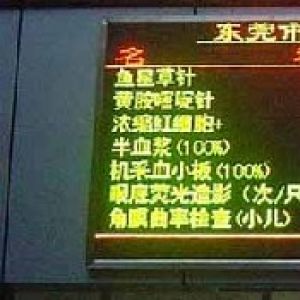 东莞市
名
鱼腥草针
黄胺嘧啶针
浓缩红细胞+
半血浆(100%)
机采血小板(100%)
眼底荧光造影(次/只
角膜曲率检查(小儿)